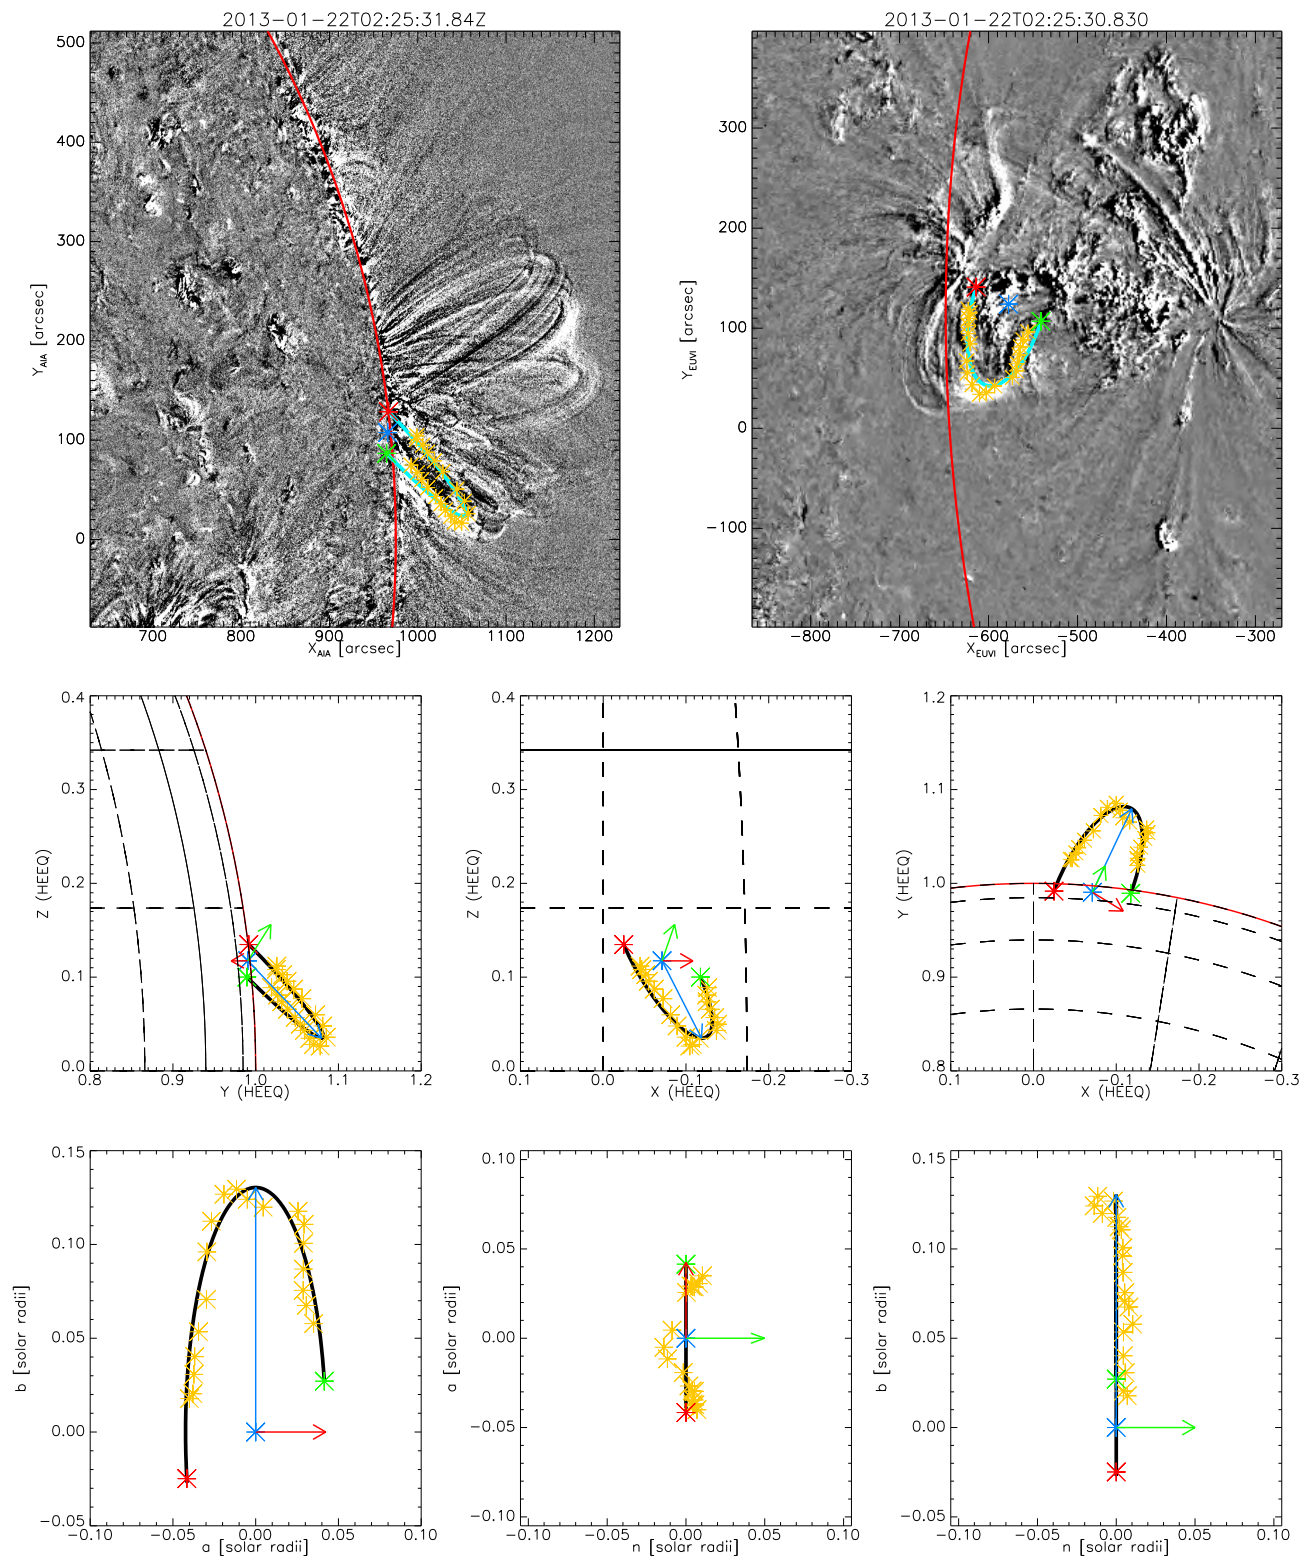 2013-01-22T02:25:31.84Z
2013-01-22T02:25:30.830
500
400
300
200
100
0
Y_AIA [arcsec]
700 800 900 1000 1100 1200
X_AIA [arcsec]
300
200
100
0
−100
Y_EUVI [arcsec]
−800 −700 −600 −500 −400 −300
X_EUVI [arcsec]
0.4
0.3
0.2
0.1
0.0
Z (HEEQ)
0.8 0.9 1.0 1.1 1.2
Y (HEEQ)
0.4
0.3
0.2
0.1
0.0
Z (HEEQ)
0.1 0.0 −0.1 −0.2 −0.3
X (HEEQ)
1.2
1.1
1.0
0.9
0.8
Y (HEEQ)
0.1 0.0 −0.1 −0.2 −0.3
X (HEEQ)
0.15
0.10
0.05
0.00
−0.05
b [solar radii]
−0.10 −0.05 0.00 0.05 0.10
a [solar radii]
0.10
0.05
0.00
−0.05
−0.10
a [solar radii]
−0.10 −0.05 0.00 0.05 0.10
n [solar radii]
0.15
0.10
0.05
0.00
−0.05
b [solar radii]
−0.10 −0.05 0.00 0.05 0.10
n [solar radii]